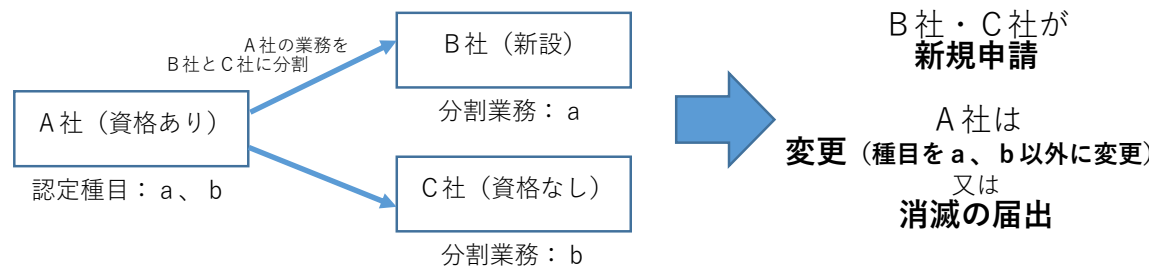 A社の業務を
B社とC社に分割
A社（資格あり）
認定種目：a、b
B社（新設）
分割業務：a
C社（資格なし）
分割業務：b
B社・C社が
新規申請
A社は
変更（種目をa、b以外に変更）
又は
消滅の届出